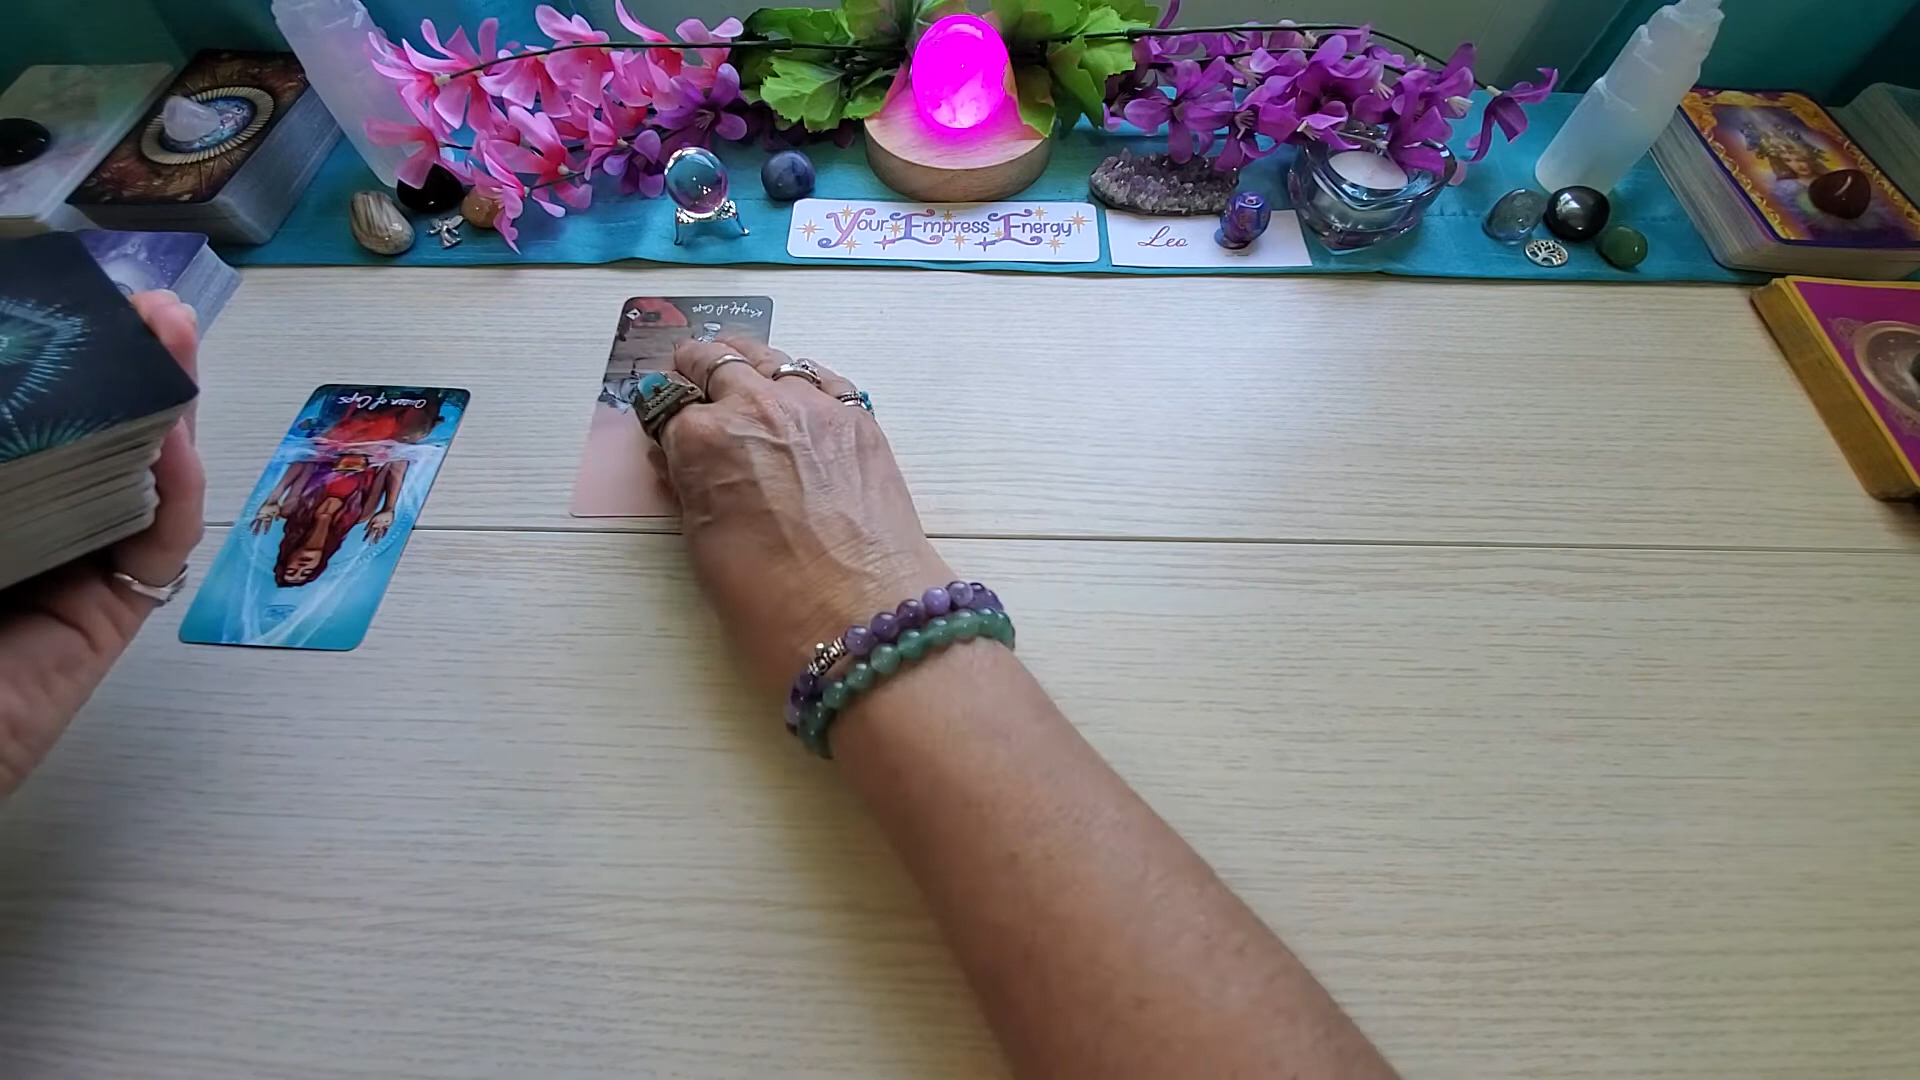 Your Empress Energy
Leo
Knight of Cups
Queen of Cups